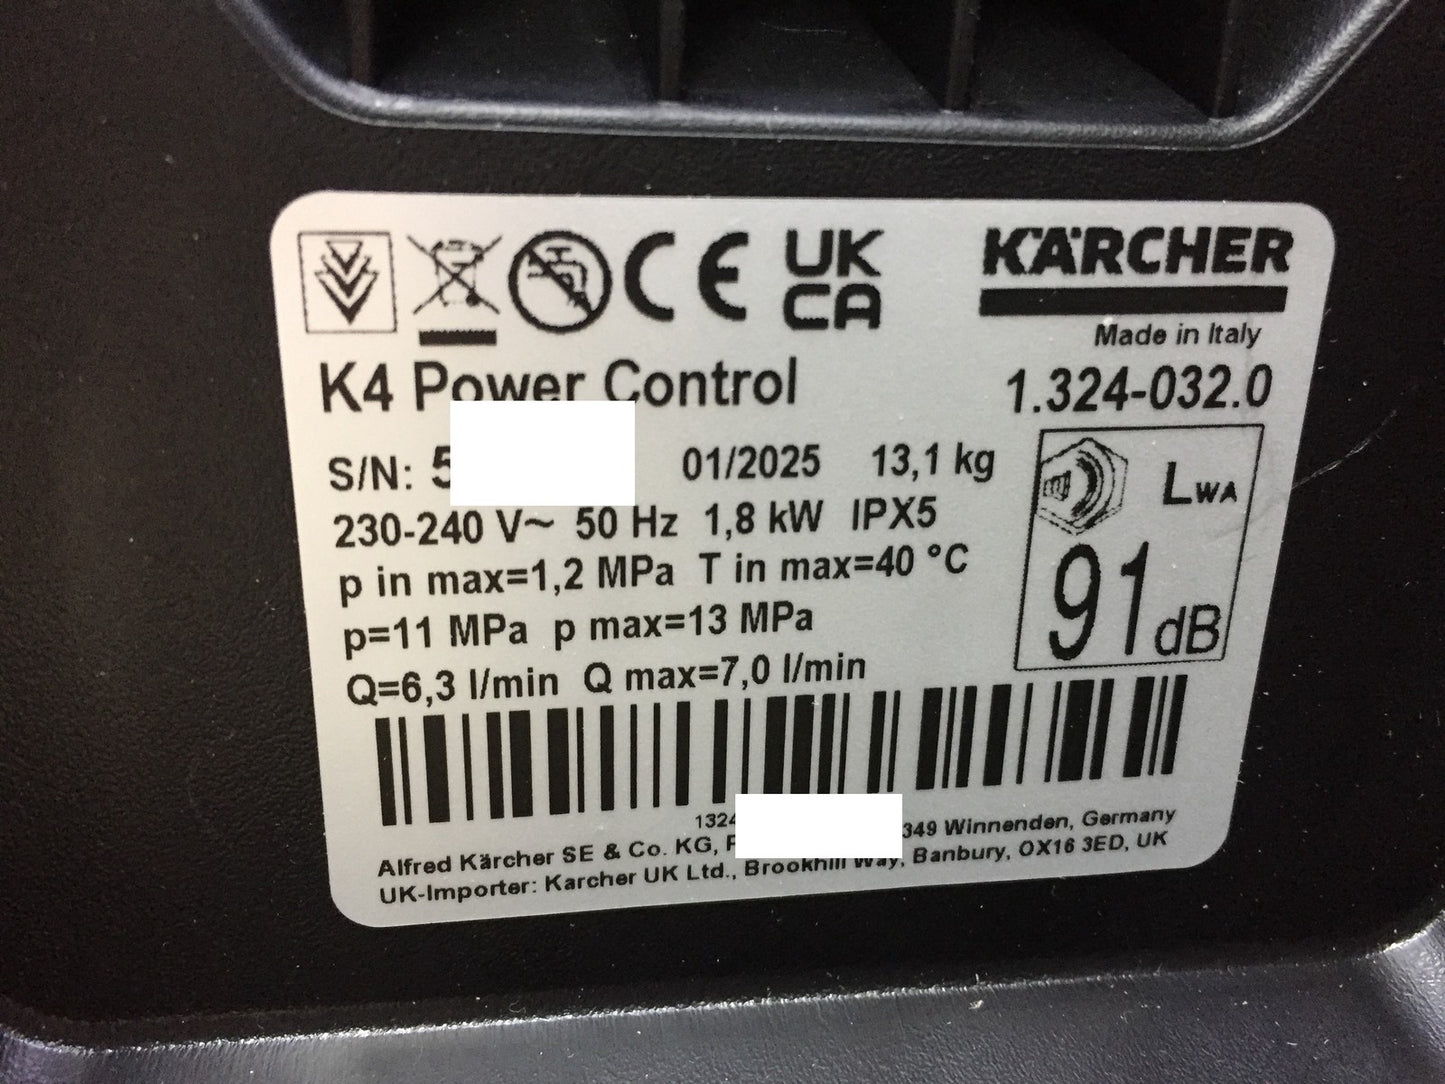 CE
UK
CA
KÄRCHER
Made in Italy
K4 Power Control
1.324-032.0
S/N: 5
01/2025 13,1 kg
230-240 V~ 50 Hz 1,8 kW IPX5
p in max=1,2 MPa T in max=40 °C
p=11 MPa p max=13 MPa
Q=6,3 l/min Q max=7,0 l/min
LWA
91 dB
1324
Alfred Kärcher SE & Co. KG, 349 Winnenden, Germany
UK-Importer: Karcher UK Ltd., Brookhill Way, Banbury, OX16 3ED, UK